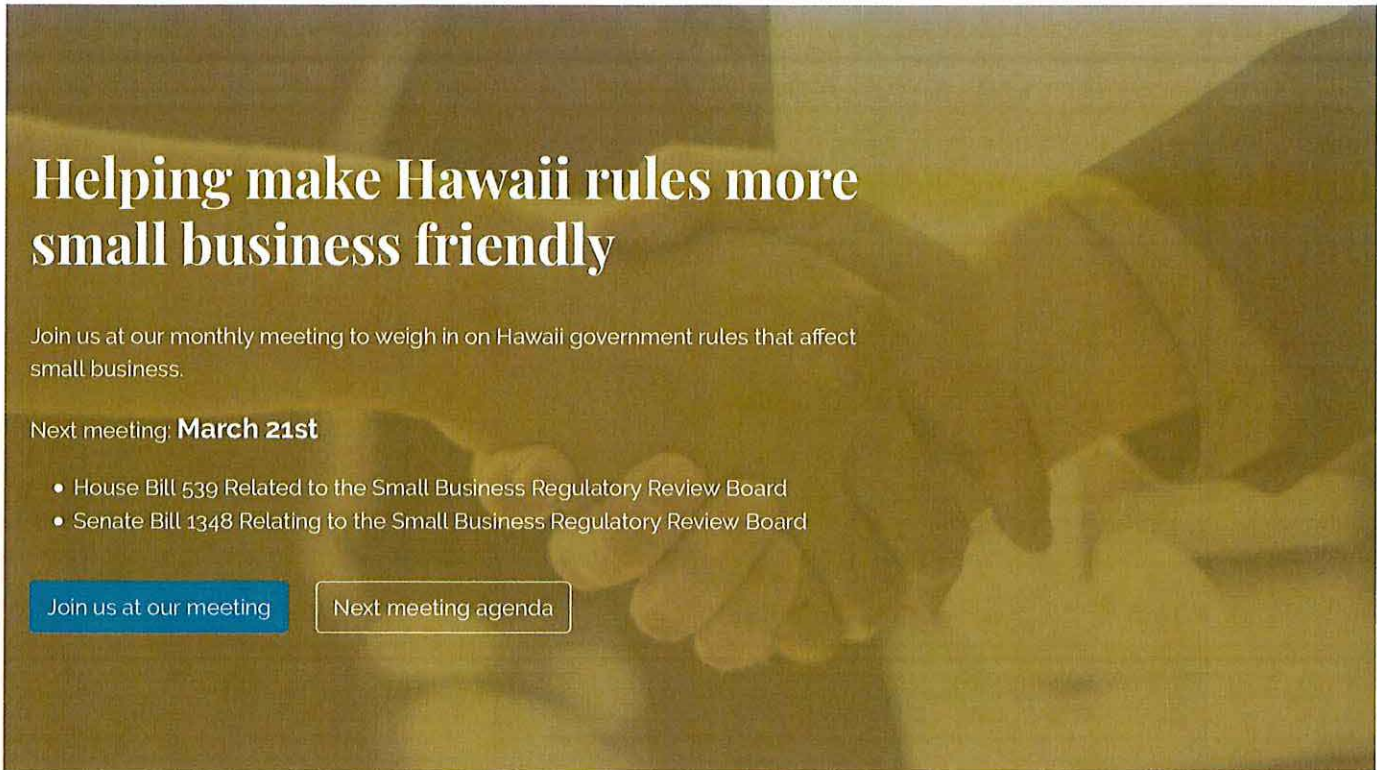 Helping make Hawaii rules more
small business friendly
Join us at our monthly meeting to weigh in on Hawaii government rules that affect
small business.
Next meeting: March 21st
• House Bill 539 Related to the Small Business Regulatory Review Board
• Senate Bill 1348 Relating to the Small Business Regulatory Review Board
Join us at our meeting
Next meeting agenda